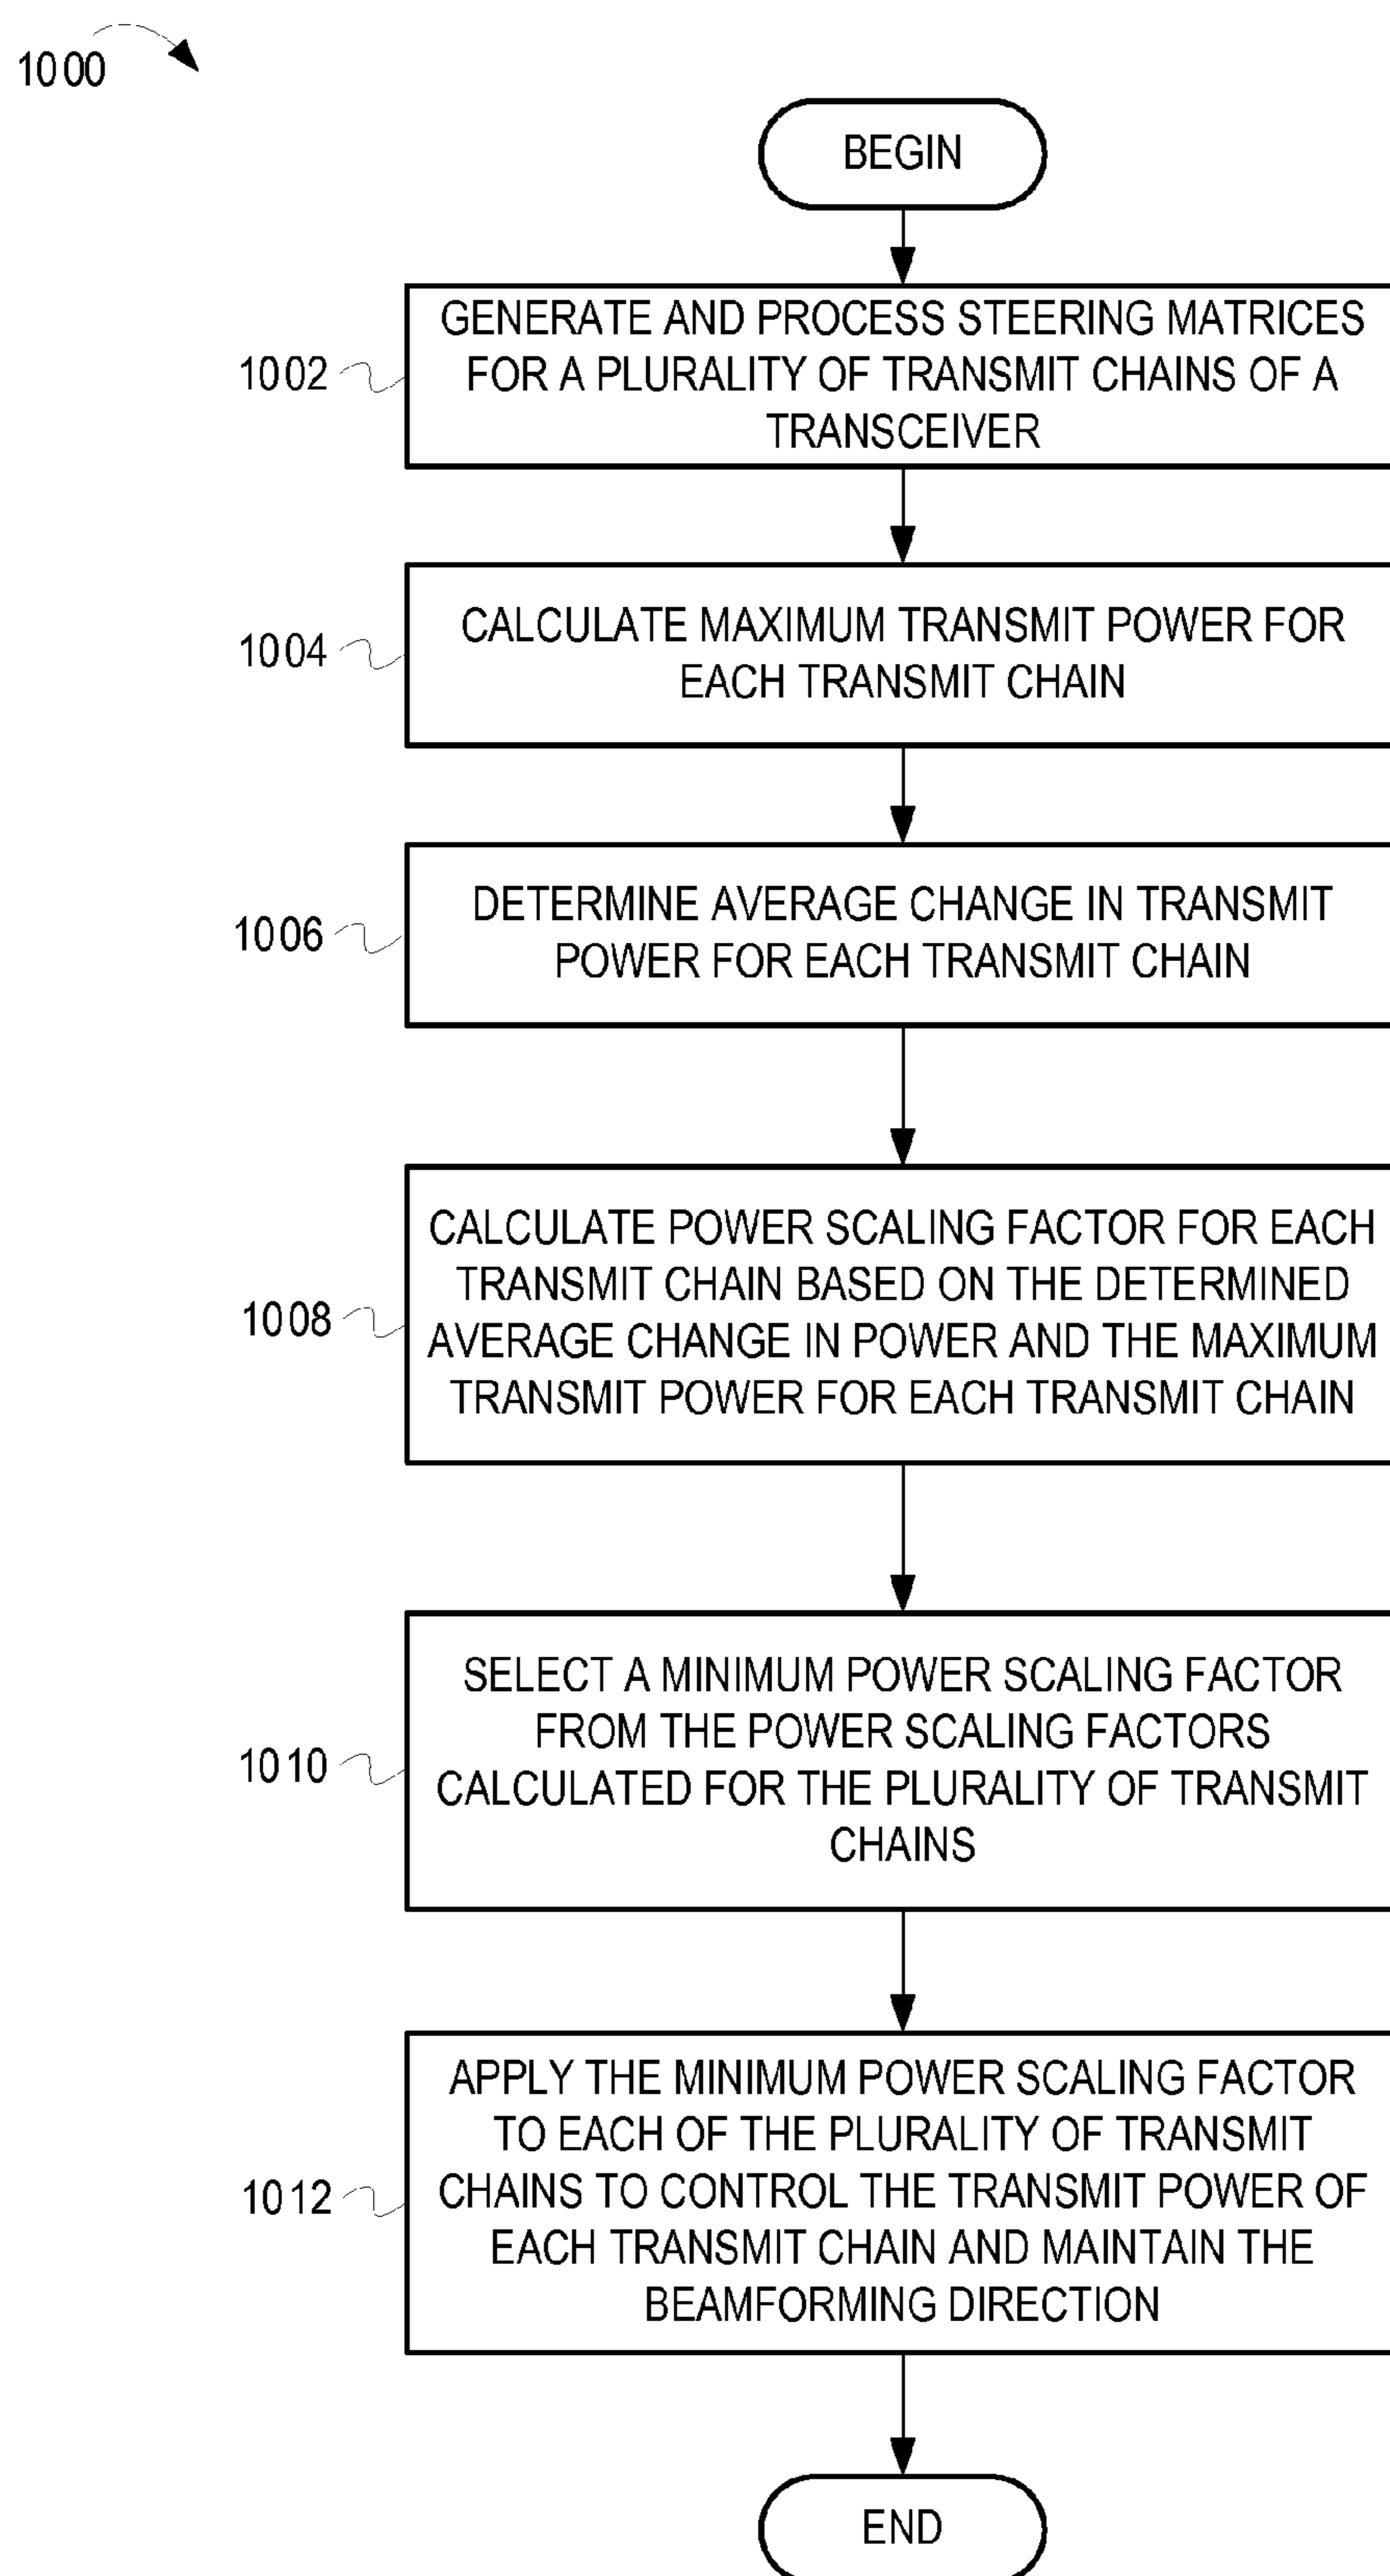 1000
BEGIN
1002
GENERATE AND PROCESS STEERING MATRICES
FOR A PLURALITY OF TRANSMIT CHAINS OF A
TRANSCEIVER
1004
CALCULATE MAXIMUM TRANSMIT POWER FOR
EACH TRANSMIT CHAIN
1006
DETERMINE AVERAGE CHANGE IN TRANSMIT
POWER FOR EACH TRANSMIT CHAIN
1008
CALCULATE POWER SCALING FACTOR FOR EACH
TRANSMIT CHAIN BASED ON THE DETERMINED
AVERAGE CHANGE IN POWER AND THE MAXIMUM
TRANSMIT POWER FOR EACH TRANSMIT CHAIN
1010
SELECT A MINIMUM POWER SCALING FACTOR
FROM THE POWER SCALING FACTORS
CALCULATED FOR THE PLURALITY OF TRANSMIT
CHAINS
1012
APPLY THE MINIMUM POWER SCALING FACTOR
TO EACH OF THE PLURALITY OF TRANSMIT
CHAINS TO CONTROL THE TRANSMIT POWER OF
EACH TRANSMIT CHAIN AND MAINTAIN THE
BEAMFORMING DIRECTION
END